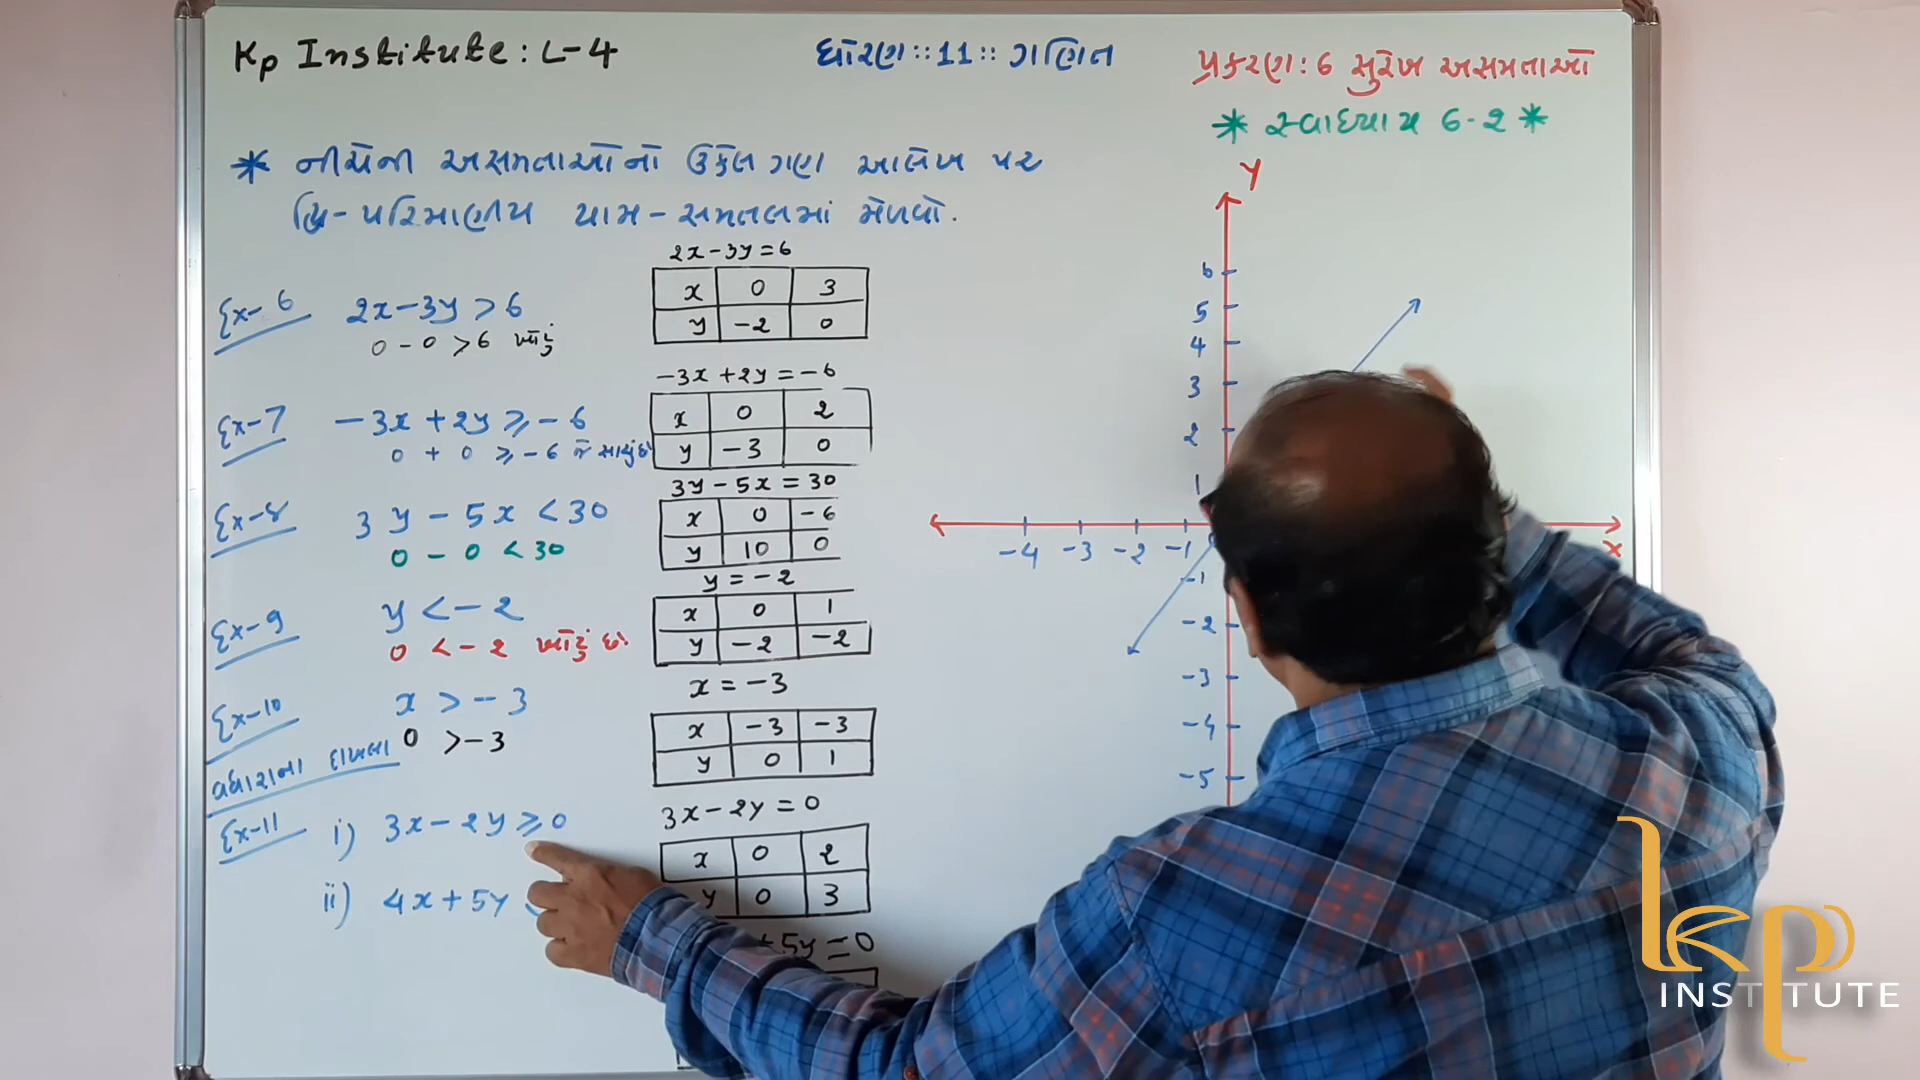 Kp Institute: L-4
ધોરણ::11:: ગણિત
પ્રકરણ: 6 સુરેખ અસમતાઓ
* સ્વાધ્યાય 6.2 *
* નીચેની અસમતાઓનો ઉકેલ ગણ આલેખ પર
દ્વિ-પરિમાણીય યામ-સમતલમાં મેળવો.
Ex-6 2x-3y > 6
0 - 0 > 6 ખોટું
2x-3y=6
x 0 3
y -2 0
Ex-7 -3x + 2y ≥ -6
0 + 0 ≥ -6
-3x +2y = -6
x 0 2
y -3 0
Ex-8 3y - 5x < 30
0 - 0 < 30
3y - 5x = 30
x 0 -6
y 10 0
Ex-9 y < -2
0 < -2 ખોટું છે
y = -2
x 0 1
y -2 -2
Ex-10 x > -3
0 > -3
x = -3
x -3 -3
y 0 1
વધારાના દાખલા
Ex-11 i) 3x - 2y ≥ 0
3x - 2y = 0
x 0 2
y 0 3
ii) 4x + 5y
+5y = 0
Y
6
5
4
3
2
1
-4 -3 -2 -1
X
-1
-2
-3
-4
-5
kp
INSTITUTE